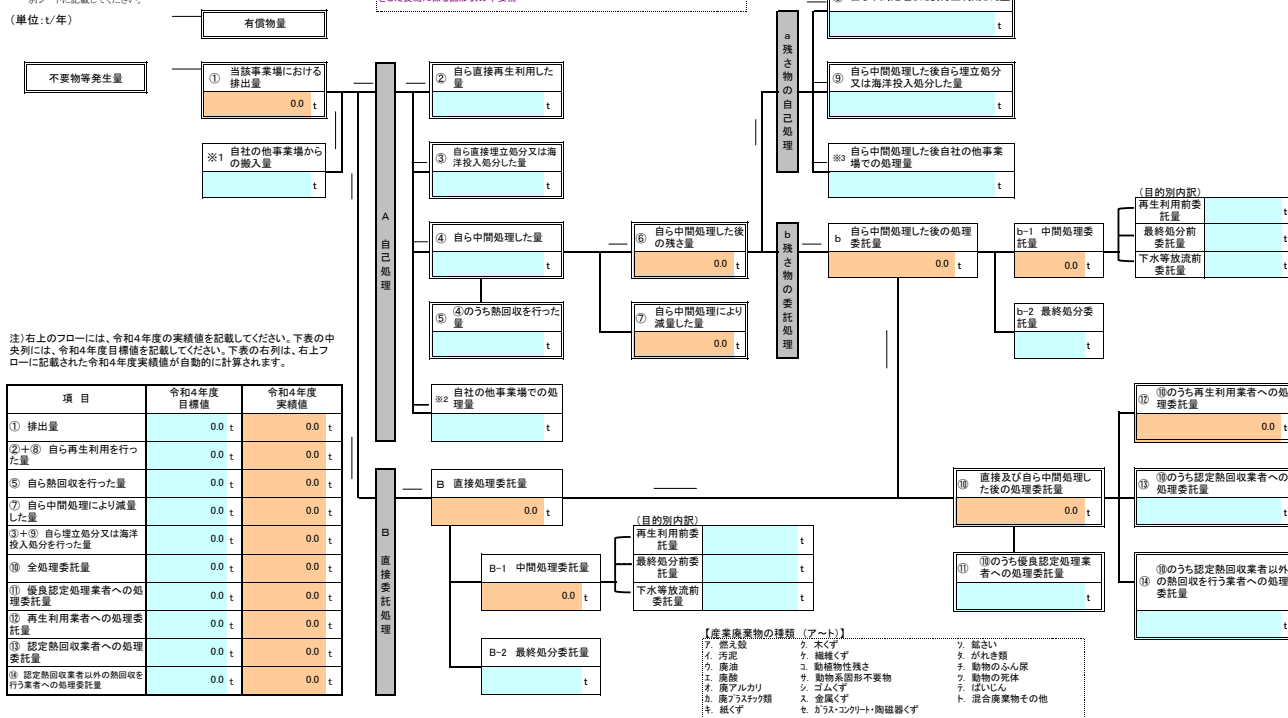 別シートに記載してください。
(単位:t/年)
有償物量
不要物等発生量
① 当該事業場における
排出量
0.0 t
※1 自社の他事業場から
の搬入量
t
A 自己処理
② 自ら直接再生利用した
量
t
③ 自ら直接埋立処分又は海
洋投入処分した量
t
④ 自ら中間処理した量
t
⑤ ④のうち熱回収を行った
量
t
※2 自社の他事業場での処
理量
t
⑥ 自ら中間処理した後
の残さ量
0.0 t
⑦ 自ら中間処理により
減量した量
0.0 t
a 残さ物の自己処理
t
⑨ 自ら中間処理した後自ら埋立処分
又は海洋投入処分した量
t
※3 自ら中間処理した後自社の他事業
場での処理量
t
b 残さ物の委託処理
b 自ら中間処理した後の処理
委託量
0.0 t
b-1 中間処理委
託量
0.0 t
b-2 最終処分委
託量
t
(目的別内訳)
再生利用前委
託量
t
最終処分前
委託量
t
下水等放流前
委託量
t
注)右上のフローには、令和4年度の実績値を記載してください。下表の中
央列には、令和4年度目標値を記載してください。下表の右列は、右上フ
ローに記載された令和4年度実績値が自動的に計算されます。
項 目 令和4年度
目標値 令和4年度
実績値
① 排出量 0.0 t 0.0 t
②+⑧ 自ら再生利用を行っ
た量 0.0 t 0.0 t
⑤ 自ら熱回収を行った量 0.0 t 0.0 t
⑦ 自ら中間処理により減量
した量 0.0 t 0.0 t
③+⑨ 自ら埋立処分又は海洋
投入処分を行った量 0.0 t 0.0 t
⑩ 全処理委託量 0.0 t 0.0 t
⑪ 優良認定処理業者への処
理委託量 0.0 t 0.0 t
⑫ 再生利用業者への処理委
託量 0.0 t 0.0 t
⑬ 認定熱回収業者への処理
委託量 0.0 t 0.0 t
⑭ 認定熱回収業者以外の熱回収を
行う業者への処理委託量 0.0 t 0.0 t
B 直接委託処理
B 直接処理委託量
0.0 t
B-1 中間処理委託量
0.0 t
B-2 最終処分委託量
t
(目的別内訳)
再生利用前委
託量
t
最終処分前委
託量
t
下水等放流前
委託量
t
⑩ 直接及び自ら中間処理し
た後の処理委託量
0.0 t
⑪ ⑩のうち優良認定処理業
者への処理委託量
t
⑫ ⑩のうち再生利用業者への処
理委託量
0.0 t
⑬ ⑩のうち認定熱回収業者への
処理委託量
t
⑭ ⑩のうち認定熱回収業者以外
の熱回収を行う業者への処理
委託量
t
【産業廃棄物の種類 (ア~ト)】
ア. 燃え殻 ク. 木くず ソ. 鉱さい
イ. 汚泥 ケ. 繊維くず タ. がれき類
ウ. 廃油 コ. 動植物性残さ チ. 動物のふん尿
エ. 廃酸 サ. 動物系固形不要物 ツ. 動物の死体
オ. 廃アルカリ シ. ゴムくず テ. ばいじん
カ. 廃プラスチック類 ス. 金属くず ト. 混合廃棄物その他
キ. 紙くず セ. ガラス・コンクリート・陶磁器くず